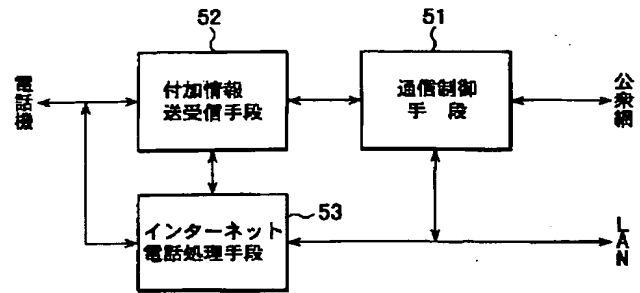 52
51
電話機
付加情報
送受信手段
通信制御
手 段
公衆網
53
インターネット
電話処理手段
LAN